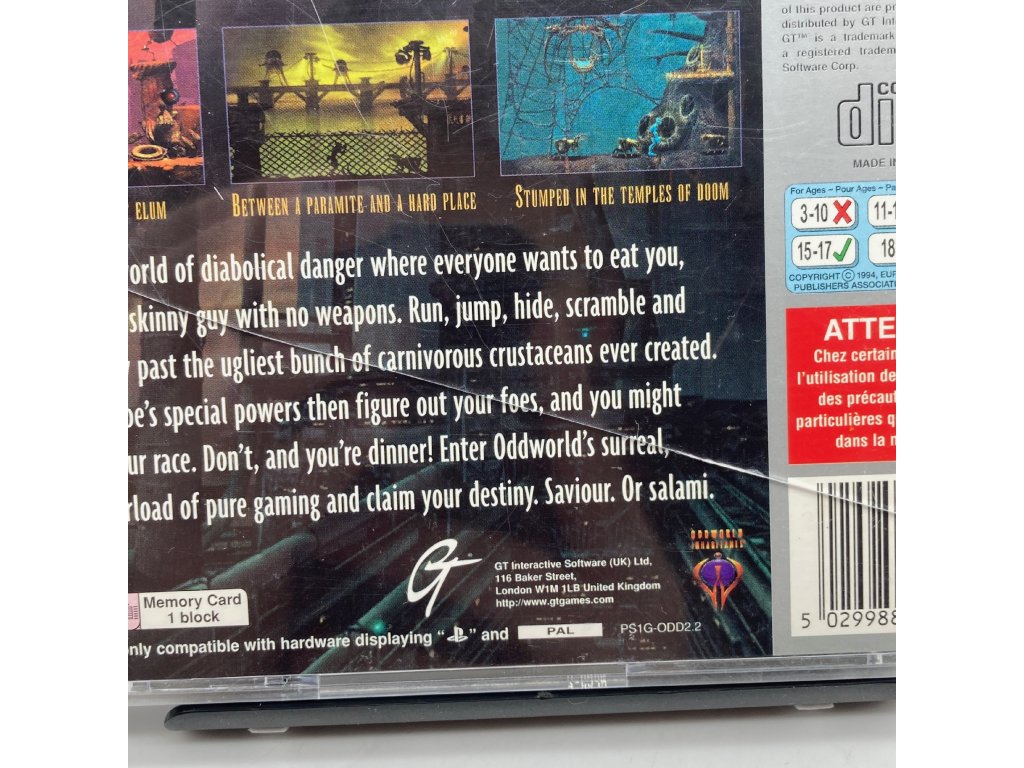 of this product are pr
distributed by GT Int
GT™ is a trademark
a registered tradem
Software Corp.
MADE IN
ELUM
BETWEEN A PARAMITE AND A HARD PLACE
STUMPED IN THE TEMPLES OF DOOM
For Ages - Pour Ages - Pa
3-10
11-1
15-17
18
COPYRIGHT © 1994, EUR
PUBLISHERS ASSOCIATI
orld of diabolical danger where everyone wants to eat you,
skinny guy with no weapons. Run, jump, hide, scramble and
y past the ugliest bunch of carnivorous crustaceans ever created.
be's special powers then figure out your foes, and you might
ur race. Don't, and you're dinner! Enter Oddworld's surreal,
rload of pure gaming and claim your destiny. Saviour. Or salami.
ATTE
Chez certain
l'utilisation de
des précaut
particulières q
dans la m
GT
GT Interactive Software (UK) Ltd,
116 Baker Street,
London W1M 1LB United Kingdom
http://www.gtgames.com
ODDWORLD
INHABITANTS
Memory Card
1 block
only compatible with hardware displaying " " and PAL PS1G-ODD2.2
5 029988